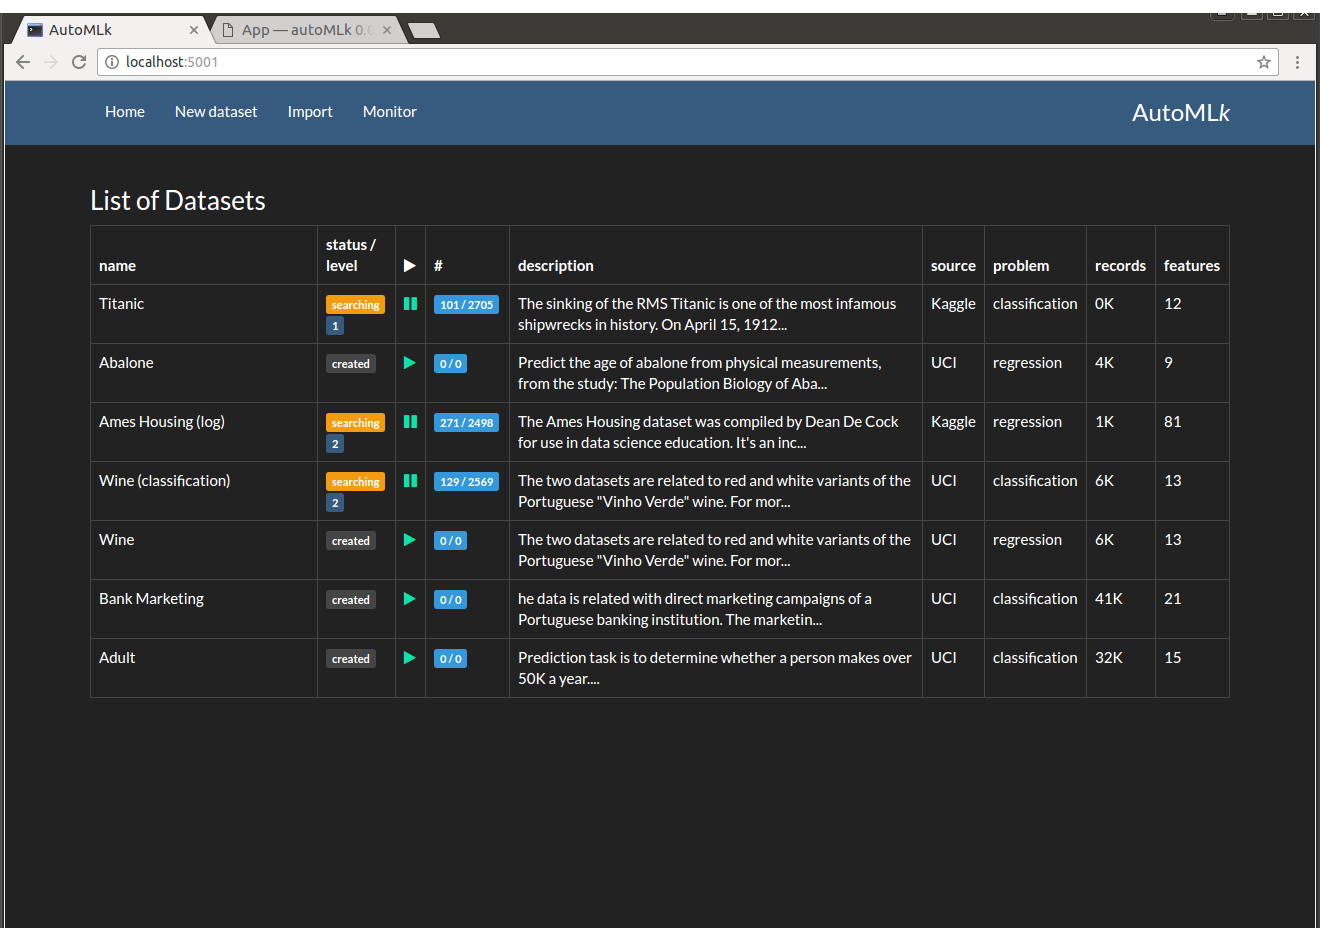 AutoMLk
App — autoMLk 0.0
localhost:5001
Home New dataset Import Monitor AutoMLk
List of Datasets
name status / level # description source problem records features
Titanic searching 1 101 / 2705 The sinking of the RMS Titanic is one of the most infamous Kaggle classification 0K 12
shipwrecks in history. On April 15, 1912...
Abalone created 0 / 0 Predict the age of abalone from physical measurements, UCI regression 4K 9
from the study: The Population Biology of Aba...
Ames Housing (log) searching 2 271 / 2498 The Ames Housing dataset was compiled by Dean De Cock Kaggle regression 1K 81
for use in data science education. It's an inc...
Wine (classification) searching 2 129 / 2569 The two datasets are related to red and white variants of the UCI classification 6K 13
Portuguese "Vinho Verde" wine. For mor...
Wine created 0 / 0 The two datasets are related to red and white variants of the UCI regression 6K 13
Portuguese "Vinho Verde" wine. For mor...
Bank Marketing created 0 / 0 he data is related with direct marketing campaigns of a UCI classification 41K 21
Portuguese banking institution. The marketin...
Adult created 0 / 0 Prediction task is to determine whether a person makes over UCI classification 32K 15
50K a year....